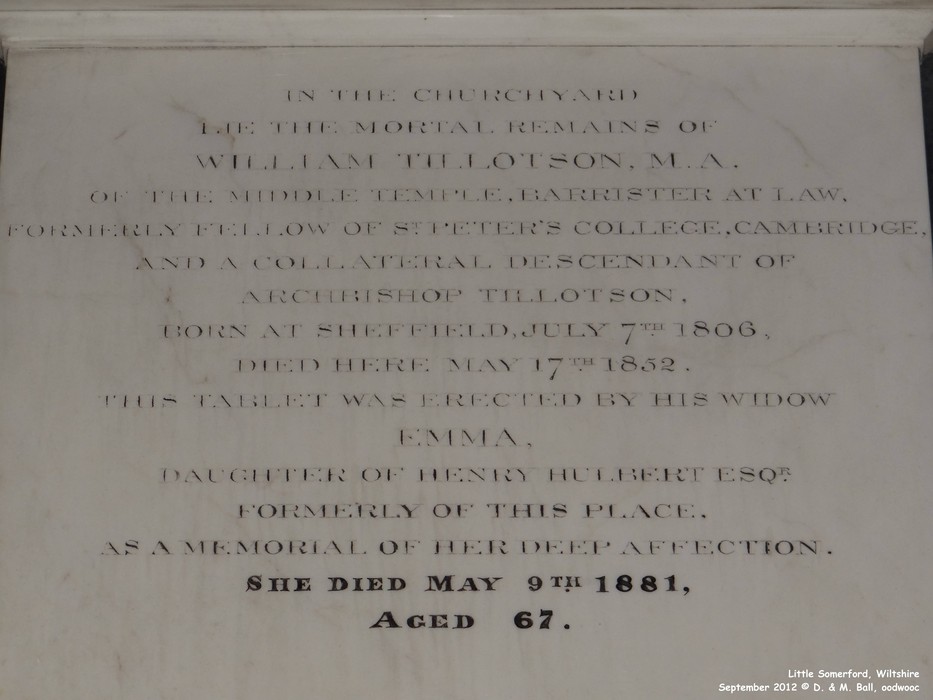 IN THE CHURCHYARD
LIE THE MORTAL REMAINS OF
WILLIAM TILLOTSON, M.A.
OF THE MIDDLE TEMPLE, BARRISTER AT LAW,
FORMERLY FELLOW OF ST PETER'S COLLEGE, CAMBRIDGE,
AND A COLLATERAL DESCENDANT OF
ARCHBISHOP TILLOTSON,
BORN AT SHEFFIELD, JULY 7TH 1806,
DIED HERE MAY 17TH 1852.
THIS TABLET WAS ERECTED BY HIS WIDOW
EMMA,
DAUGHTER OF HENRY HULBERT ESQR
FORMERLY OF THIS PLACE,
AS A MEMORIAL OF HER DEEP AFFECTION.
SHE DIED MAY 9TH 1881,
AGED 67.
Little Somerford, Wiltshire
September 2012 © D. & M. Ball, oodwooc